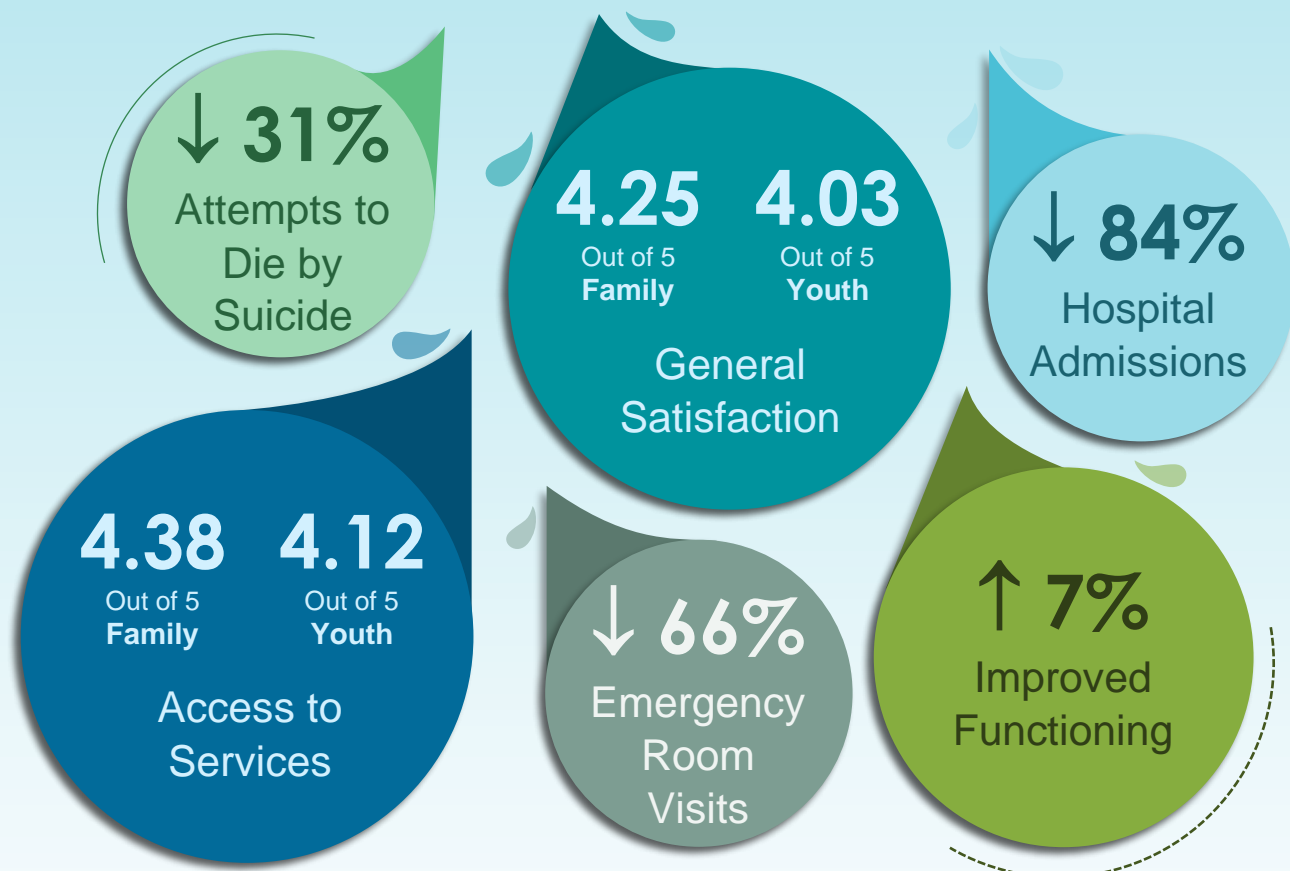 ↓ 31%
Attempts to
Die by
Suicide
4.25 4.03
Out of 5 Out of 5
Family Youth
General
Satisfaction
↓ 84%
Hospital
Admissions
4.38 4.12
Out of 5 Out of 5
Family Youth
Access to
Services
↓ 66%
Emergency
Room
Visits
↑ 7%
Improved
Functioning